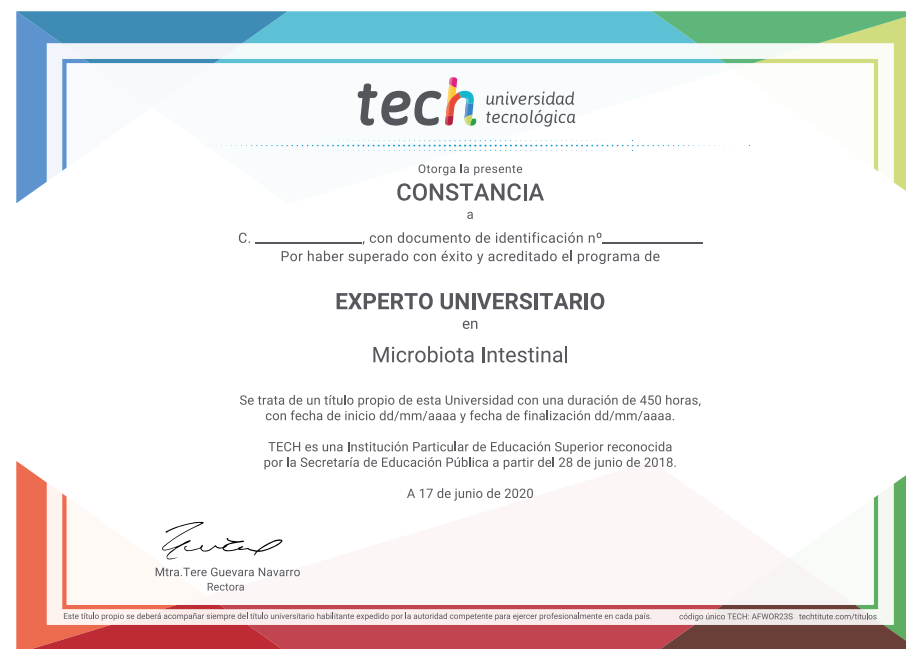 tech universidad
tecnológica
Otorga la presente
CONSTANCIA
a
C. ____________, con documento de identificación nº____________
Por haber superado con éxito y acreditado el programa de
EXPERTO UNIVERSITARIO
en
Microbiota Intestinal
Se trata de un título propio de esta Universidad con una duración de 450 horas,
con fecha de inicio dd/mm/aaaa y fecha de finalización dd/mm/aaaa.
TECH es una Institución Particular de Educación Superior reconocida
por la Secretaría de Educación Pública a partir del 28 de junio de 2018.
A 17 de junio de 2020
Mtra.Tere Guevara Navarro
Rectora
Este título propio se deberá acompañar siempre del título universitario habilitante expedido por la autoridad competente para ejercer profesionalmente en cada país. código único TECH: AFWOR23S techtitute.com/titulos